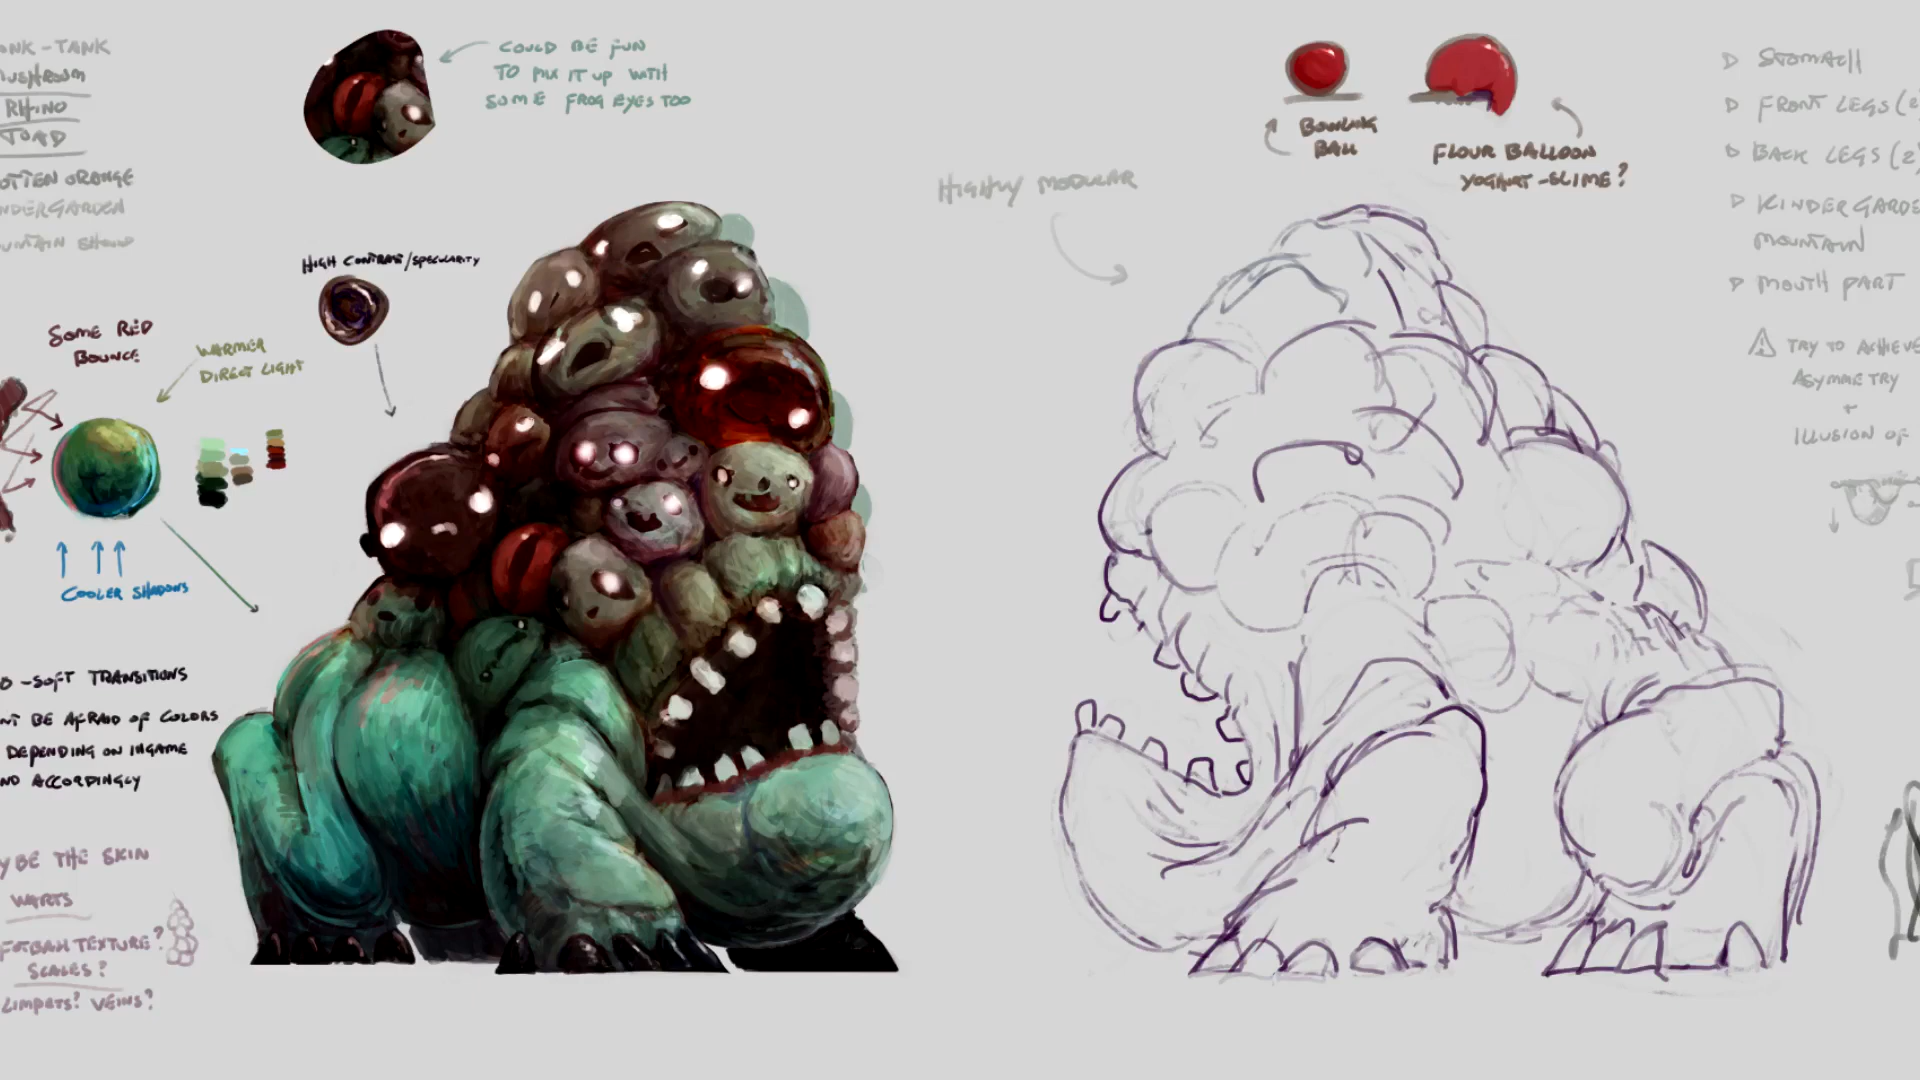 -TANK
RHINO
TOAD
ORANGE
COULD BE FUN
TO MIX IT UP WITH
SOME FROG EYES TOO
HIGH CONTRAST/SPECULARITY
SOME RED
BOUNCE
WARMER
DIRECT LIGHT
COOLER SHADOWS
-SOFT TRANSITIONS
BE AFRAID OF COLORS
DEPENDING ON INGAME
ACCORDINGLY
BE THE SKIN
WARTS
TEXTURE?
SCALES?
LIMPETS? VEINS?
HIGHLY MODULAR
BOWLING
BALL
FLOUR BALLOON
YOGHURT-SLIME?
STOMACH
FRONT LEGS
BACK LEGS (2)
KINDERGARDE
MOUNTAIN
MOUTH PART
TRY TO ACHIEVE
ASYMMETRY
+
ILLUSION OF